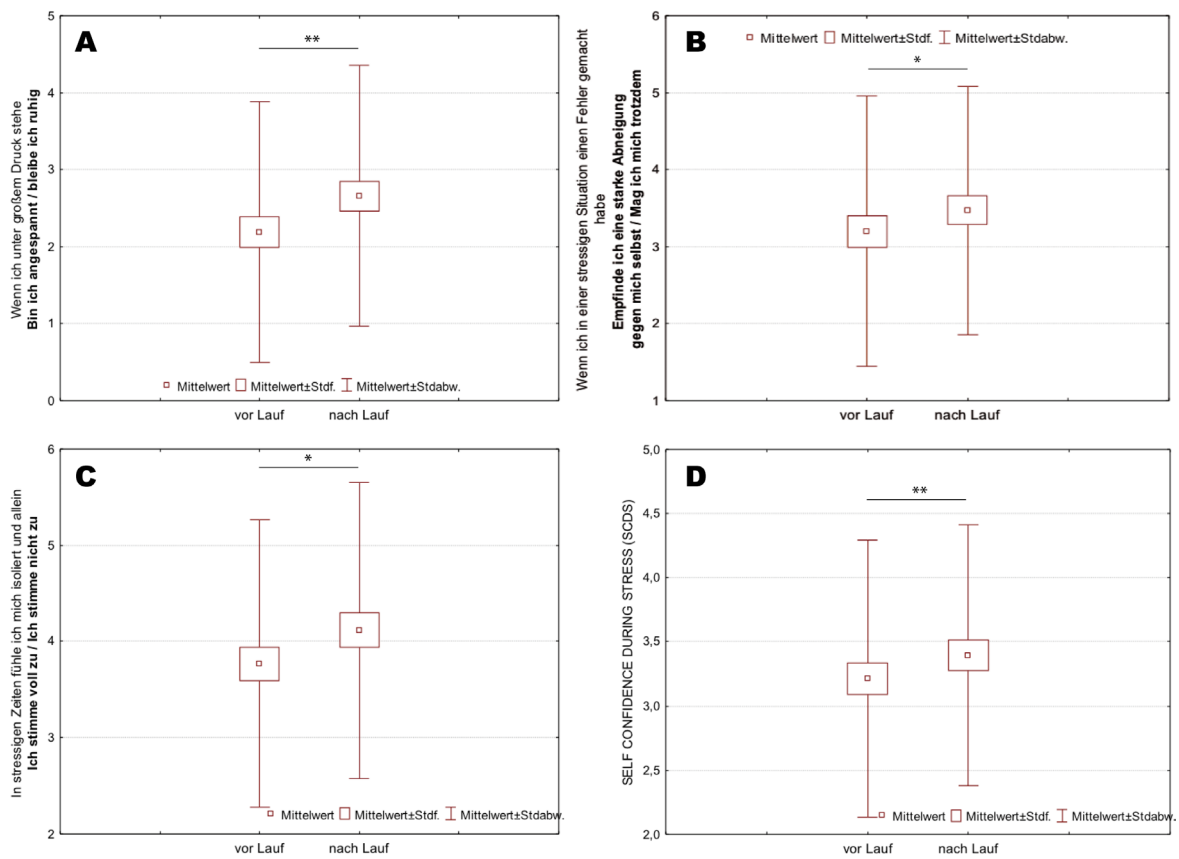 A
**
5
4
3
2
1
0
Wenn ich unter großem Druck stehe
Bin ich angespannt / bleibe ich ruhig
Mittelwert Mittelwert±Stdf. Mittelwert±Stdabw.
vor Lauf nach Lauf
B
Mittelwert Mittelwert±Stdf. Mittelwert±Stdabw.
*
6
5
4
3
2
1
Wenn ich in einer stressigen Situation einen Fehler gemacht
habe
Empfinde ich eine starke Abneigung
gegen mich selbst / Mag ich mich trotzdem
vor Lauf nach Lauf
C
*
6
5
4
3
2
In stressigen Zeiten fühle ich mich isoliert und allein
Ich stimme voll zu / Ich stimme nicht zu
Mittelwert Mittelwert±Stdf. Mittelwert±Stdabw.
vor Lauf nach Lauf
D
**
5,0
4,5
4,0
3,5
3,0
2,5
2,0
SELF CONFIDENCE DURING STRESS (SCDS)
Mittelwert Mittelwert±Stdf. Mittelwert±Stdabw.
vor Lauf nach Lauf